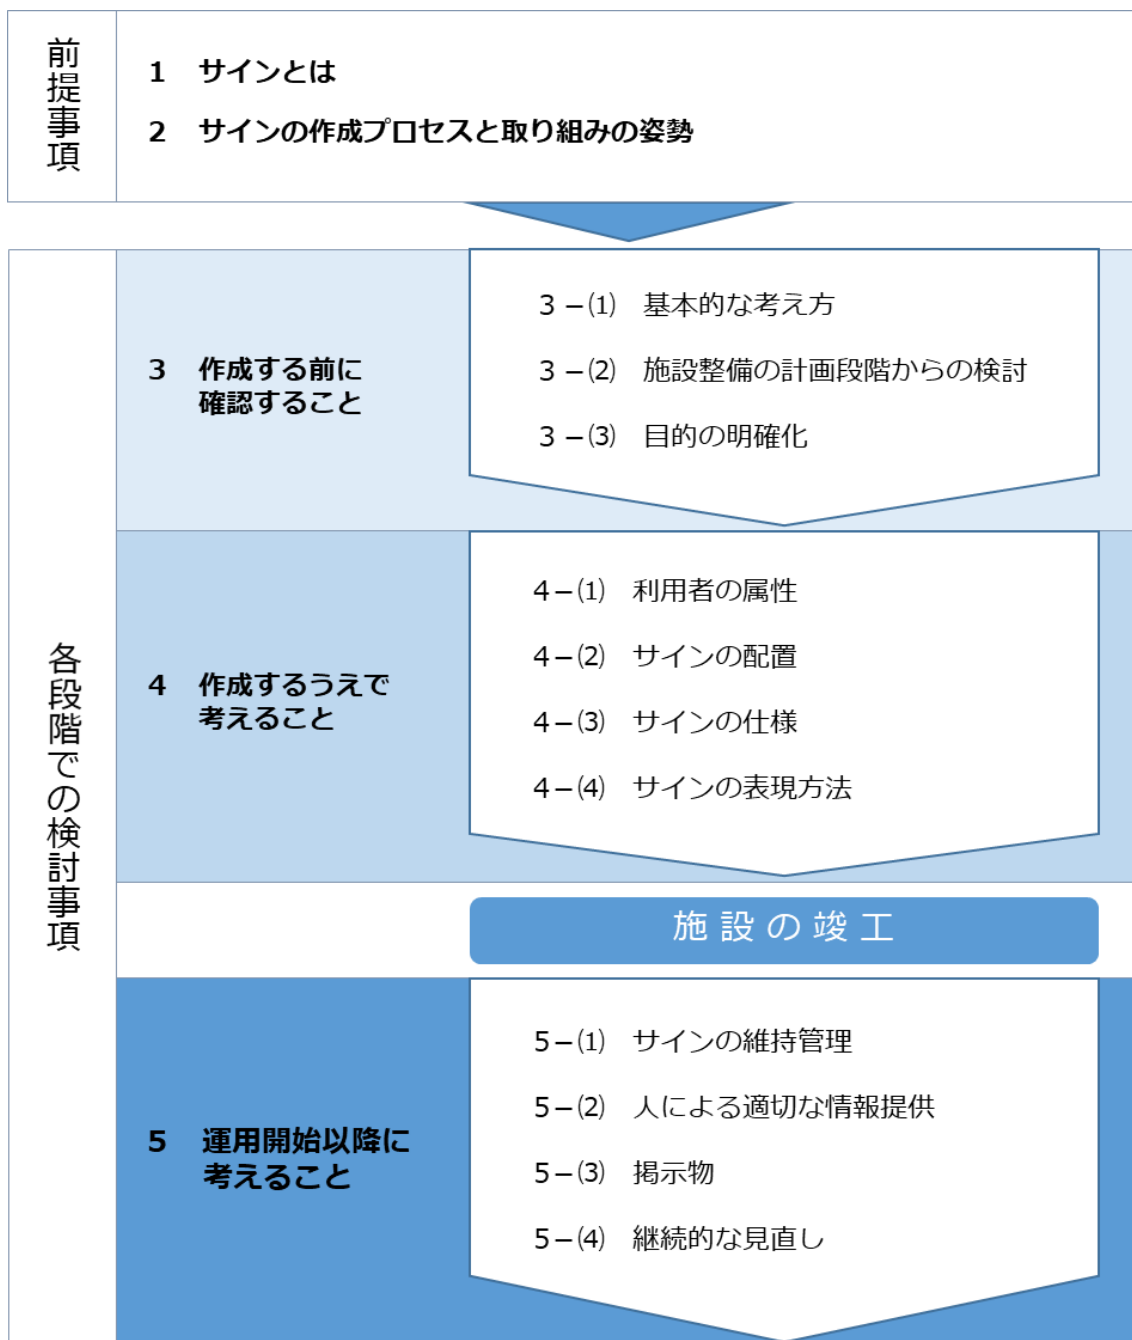 前提事項
1 サインとは
2 サインの作成プロセスと取り組みの姿勢
各段階での検討事項
3 作成する前に
確認すること
3－⑴ 基本的な考え方
3－⑵ 施設整備の計画段階からの検討
3－⑶ 目的の明確化
4 作成するうえで
考えること
4－⑴ 利用者の属性
4－⑵ サインの配置
4－⑶ サインの仕様
4－⑷ サインの表現方法
施設の竣工
5 運用開始以降に
考えること
5－⑴ サインの維持管理
5－⑵ 人による適切な情報提供
5－⑶ 掲示物
5－⑷ 継続的な見直し